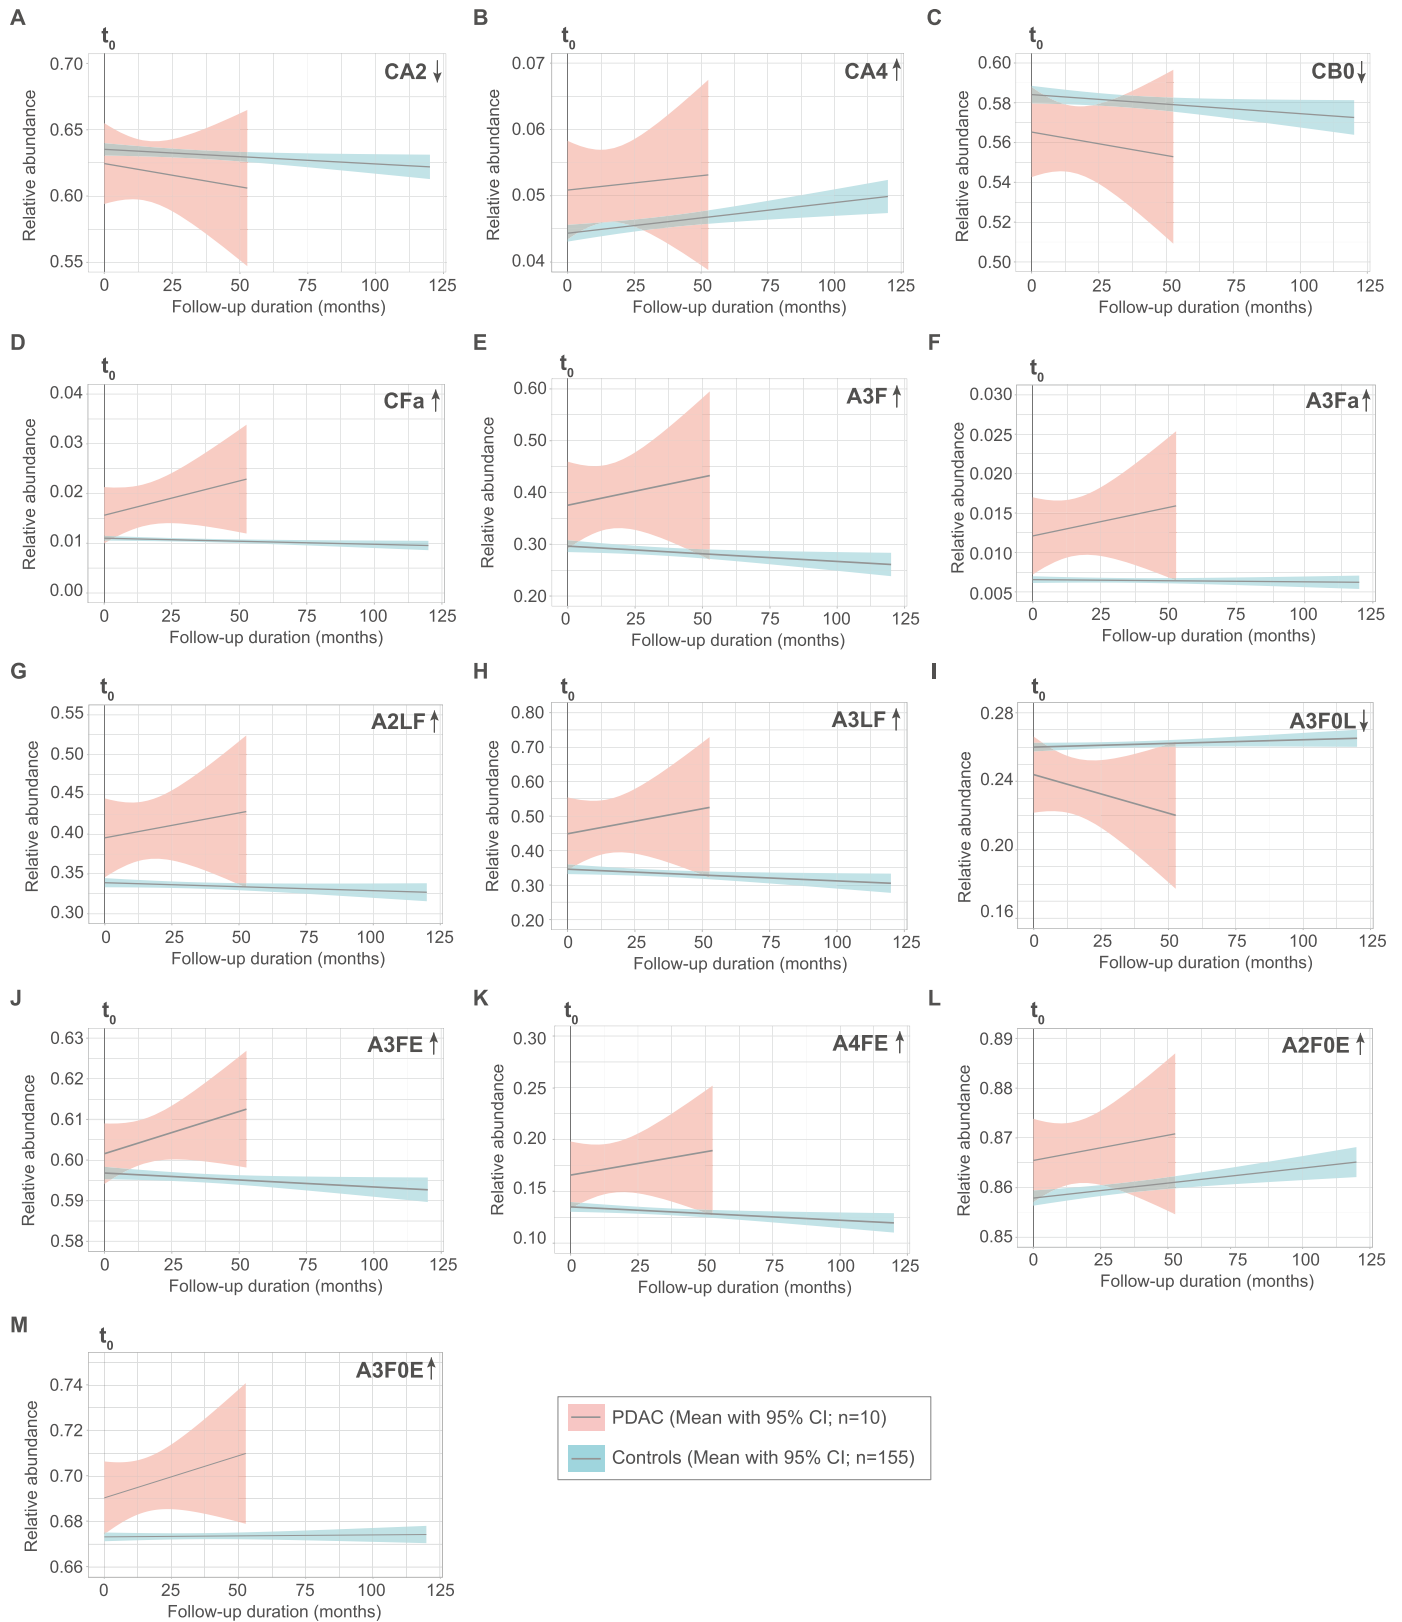 A
t0
CA2 ↓
0.70
0.65
0.60
0.55
Relative abundance
0 25 50 75 100 125
Follow-up duration (months)
B
t0
CA4 ↑
0.07
0.06
0.05
0.04
Relative abundance
0 25 50 75 100 125
Follow-up duration (months)
C
t0
CB0 ↓
0.60
0.58
0.56
0.54
0.50
Relative abundance
0 25 50 75 100 125
Follow-up duration (months)
D
t0
CFa ↑
0.04
0.03
0.02
0.01
0.00
Relative abundance
0 25 50 75 100 125
Follow-up duration (months)
E
t0
A3F ↑
0.60
0.50
0.40
0.30
0.20
Relative abundance
0 25 50 75 100 125
Follow-up duration (months)
F
t0
A3Fa ↑
0.030
0.025
0.020
0.015
0.010
0.005
Relative abundance
0 25 50 75 100 125
Follow-up duration (months)
G
t0
A2LF ↑
0.55
0.50
0.45
0.40
0.35
0.30
Relative abundance
0 25 50 75 100 125
Follow-up duration (months)
H
t0
A3LF ↑
0.80
0.70
0.60
0.50
0.40
0.30
0.20
Relative abundance
0 25 50 75 100 125
Follow-up duration (months)
I
t0
A3F0L ↓
0.28
0.24
0.20
0.16
Relative abundance
0 25 50 75 100 125
Follow-up duration (months)
J
t0
A3FE ↑
0.63
0.62
0.61
0.60
0.59
0.58
Relative abundance
0 25 50 75 100 125
Follow-up duration (months)
K
t0
A4FE ↑
0.30
0.25
0.20
0.15
0.10
Relative abundance
0 25 50 75 100 125
Follow-up duration (months)
L
t0
A2F0E ↑
0.89
0.88
0.87
0.86
0.85
Relative abundance
0 25 50 75 100 125
Follow-up duration (months)
M
t0
A3F0E ↑
0.74
0.72
0.70
0.68
0.66
Relative abundance
0 25 50 75 100 125
Follow-up duration (months)
PDAC (Mean with 95% CI; n=10)
Controls (Mean with 95% CI; n=155)